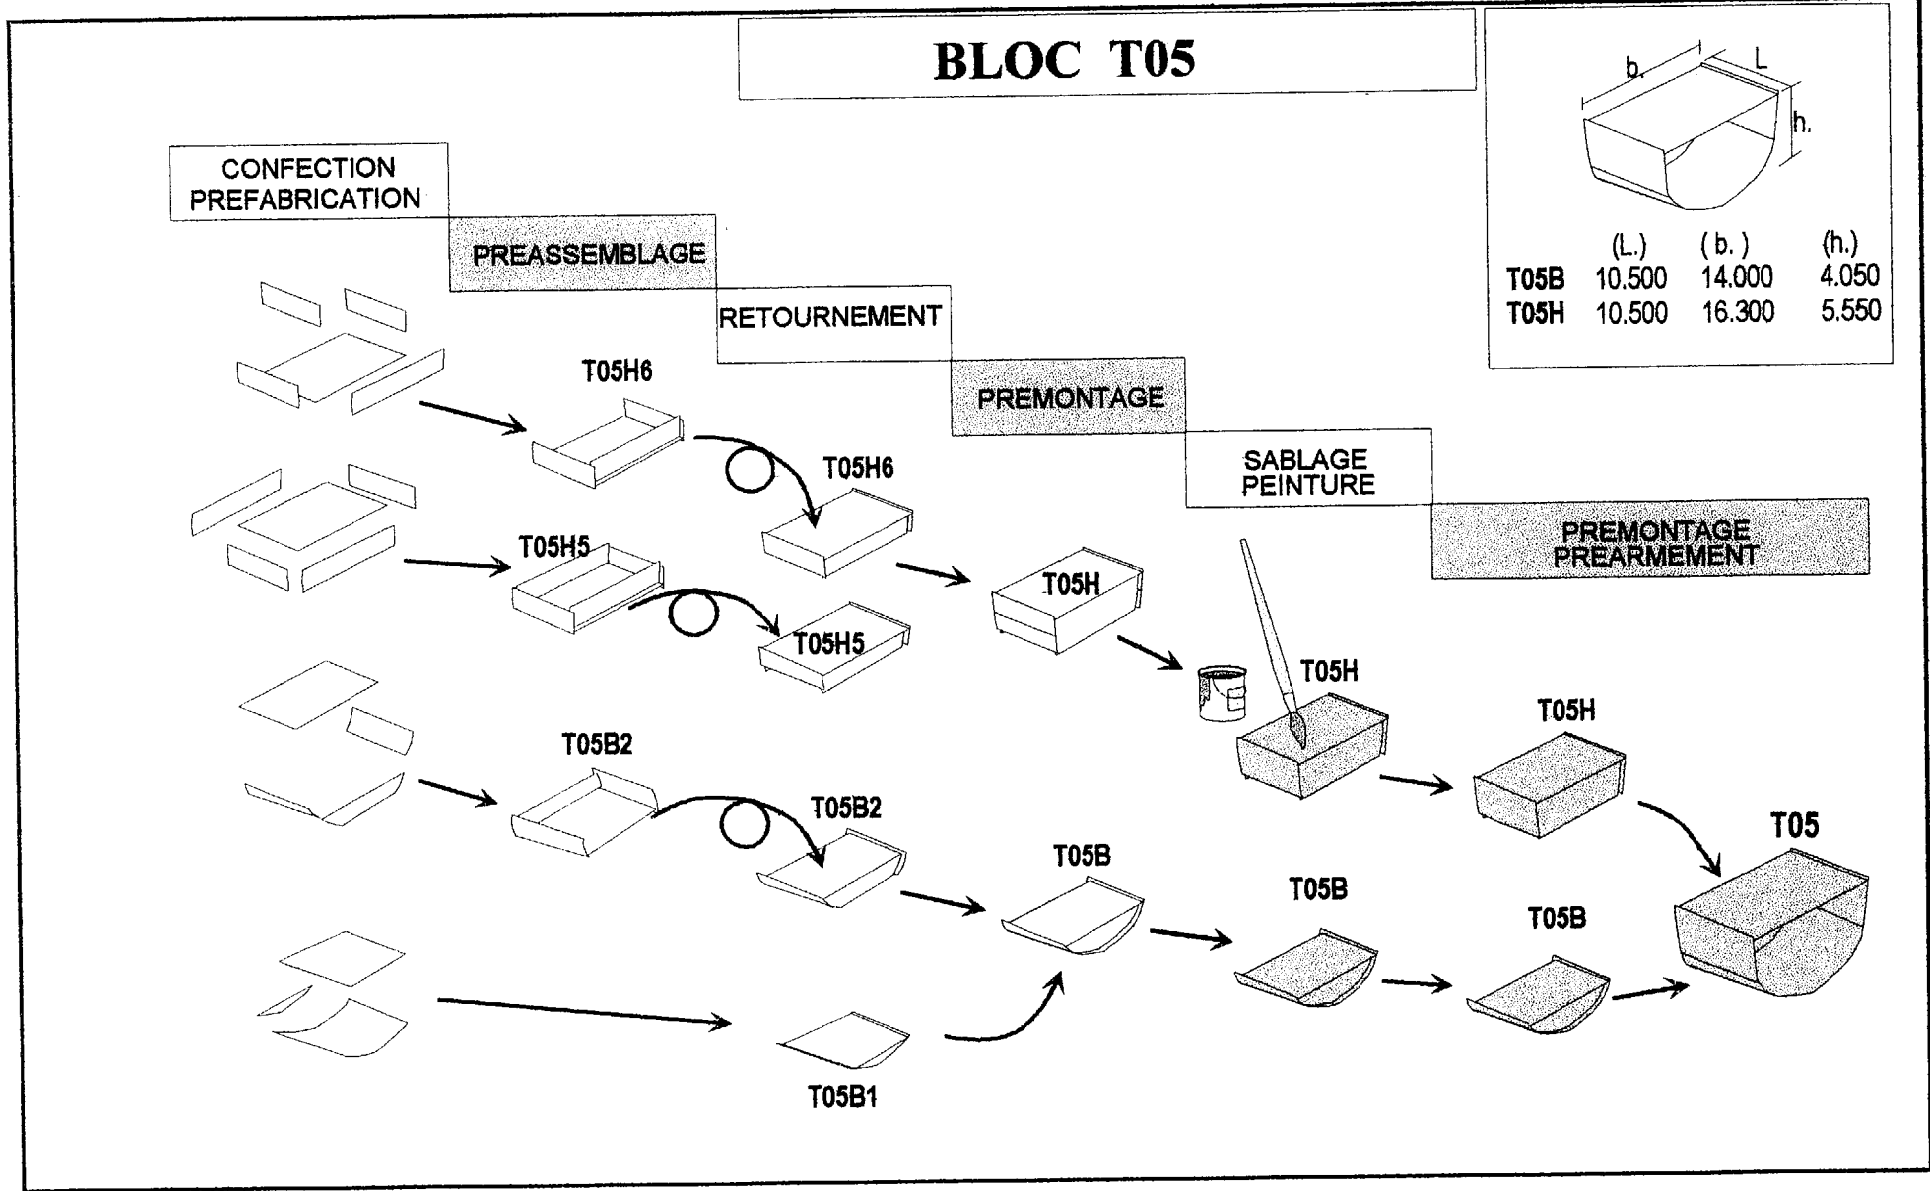 BLOC T05
b.
L
h.
(L.) ( b. ) (h.)
T05B 10.500 14.000 4.050
T05H 10.500 16.300 5.550
CONFECTION
PREFABRICATION
PREASSEMBLAGE
RETOURNEMENT
PREMONTAGE
SABLAGE
PEINTURE
PREMONTAGE
PREARMEMENT
T05H6
T05H6
T05H5
T05H5
T05H
T05H
T05H
T05B2
T05B2
T05B
T05B
T05B
T05
T05B1